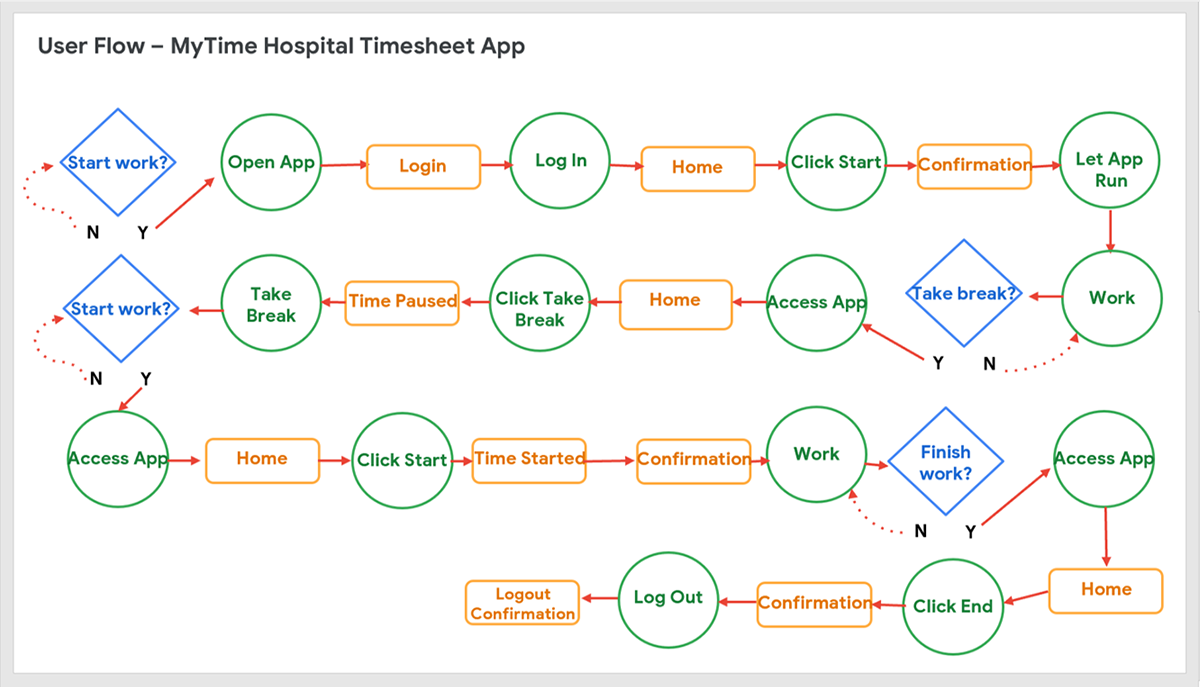 User Flow – MyTime Hospital Timesheet App
Start work?
Open App
Login
Log In
Home
Click Start
Confirmation
Let App
Run
N
Y
Start work?
Take
Break
Time Paused
Click Take
Break
Home
Access App
Take break?
Work
Y
N
N
Y
Access App
Home
Click Start
Time Started
Confirmation
Work
Finish
work?
Access App
N
Y
Logout
Confirmation
Log Out
Confirmation
Click End
Home